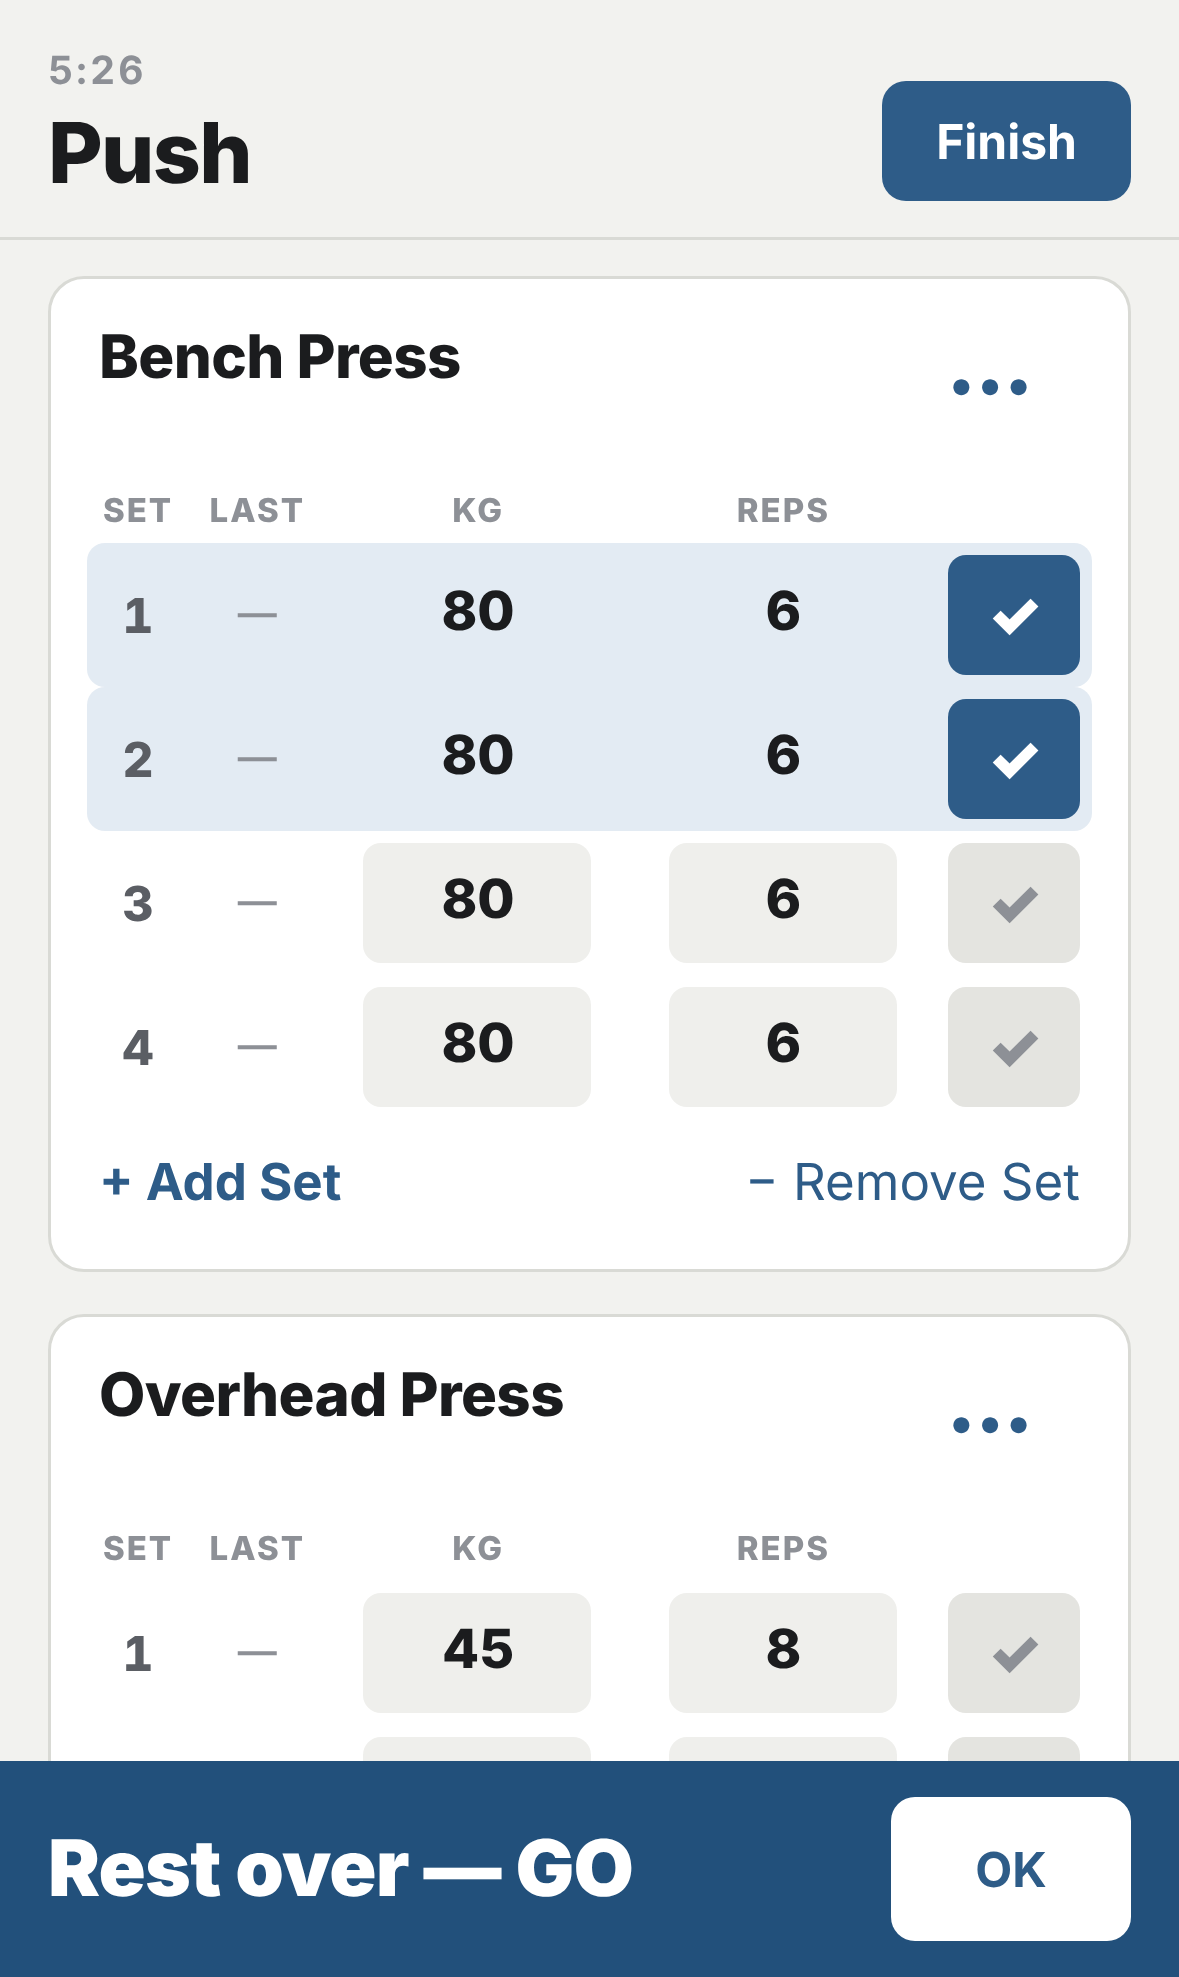 5:26
Push
Finish
Bench Press
•••
SET LAST KG REPS
1 — 80 6 ✓
2 — 80 6 ✓
3 — 80 6 ✓
4 — 80 6 ✓
+ Add Set − Remove Set
Overhead Press
•••
SET LAST KG REPS
1 — 45 8 ✓
Rest over — GO
OK